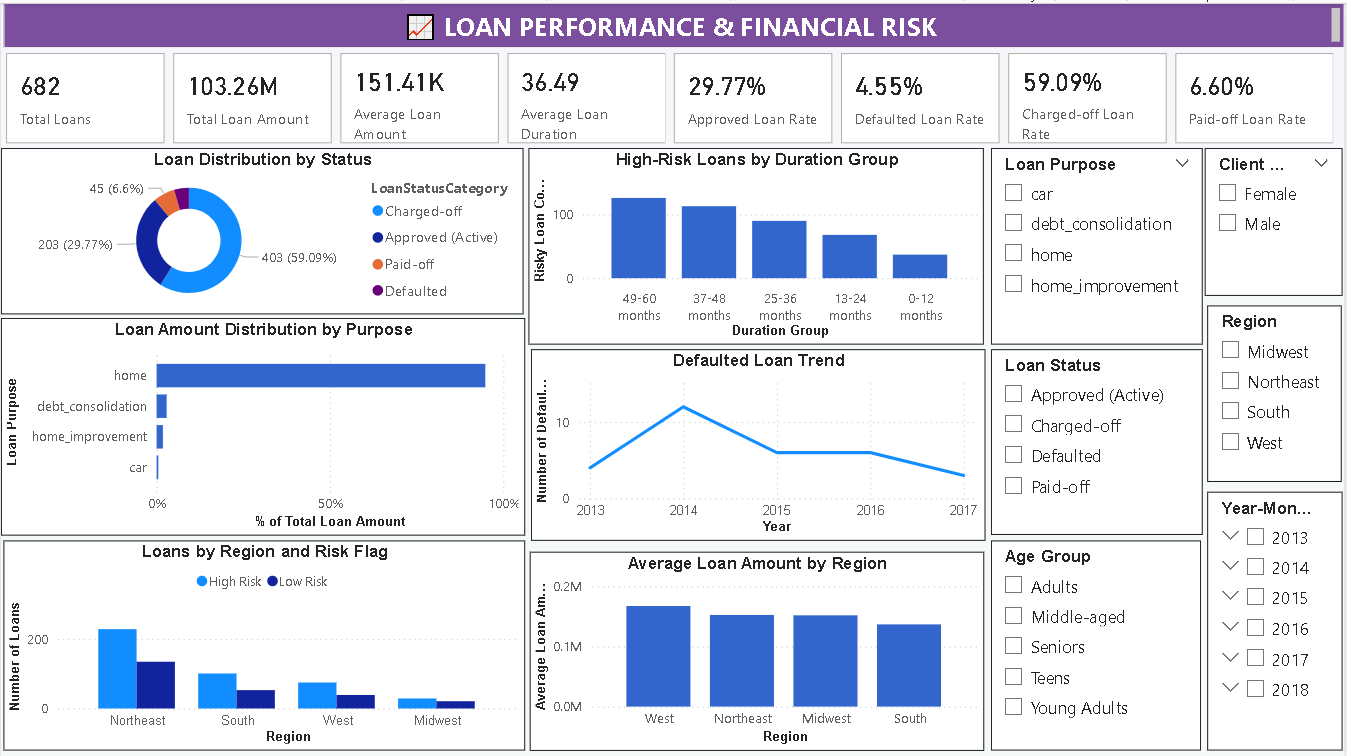 LOAN PERFORMANCE & FINANCIAL RISK
682
Total Loans
103.26M
Total Loan Amount
151.41K
Average Loan
Amount
36.49
Average Loan
Duration
29.77%
Approved Loan Rate
4.55%
Defaulted Loan Rate
59.09%
Charged-off Loan
Rate
6.60%
Paid-off Loan Rate
Loan Distribution by Status
45 (6.6%)
203 (29.77%)
403 (59.09%)
LoanStatusCategory
Charged-off
Approved (Active)
Paid-off
Defaulted
High-Risk Loans by Duration Group
Risky Loan Co...
100
0
49-60
months
37-48
months
25-36
months
13-24
months
0-12
months
Duration Group
Loan Purpose
car
debt_consolidation
home
home_improvement
Client ...
Female
Male
Loan Amount Distribution by Purpose
Loan Purpose
home
debt_consolidation
home_improvement
car
0%
50%
100%
% of Total Loan Amount
Defaulted Loan Trend
Number of Defaul...
10
0
2013
2014
2015
2016
2017
Year
Loan Status
Approved (Active)
Charged-off
Defaulted
Paid-off
Region
Midwest
Northeast
South
West
Loans by Region and Risk Flag
High Risk
Low Risk
Number of Loans
200
0
Northeast
South
West
Midwest
Region
Average Loan Amount by Region
Average Loan Am...
0.2M
0.1M
0.0M
West
Northeast
Midwest
South
Region
Age Group
Adults
Middle-aged
Seniors
Teens
Young Adults
Year-Mon...
2013
2014
2015
2016
2017
2018